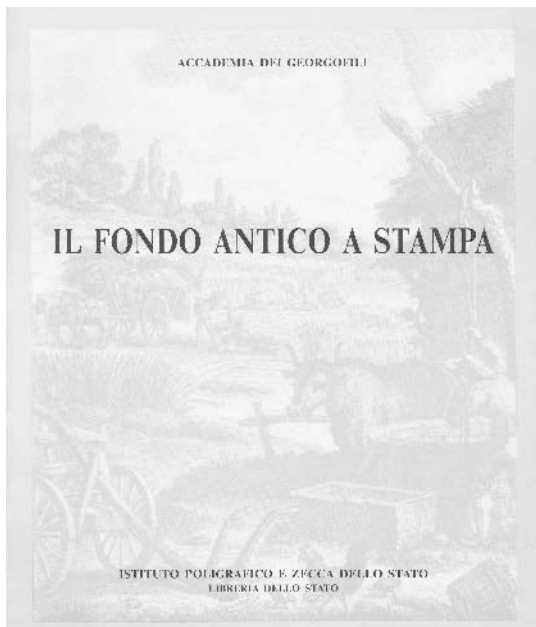 ACCADEMIA DEI GEORGOFILI
IL FONDO ANTICO A STAMPA
ISTITUTO POLIGRAFICO E ZECCA DELLO STATO
LIBRERIA DELLO STATO